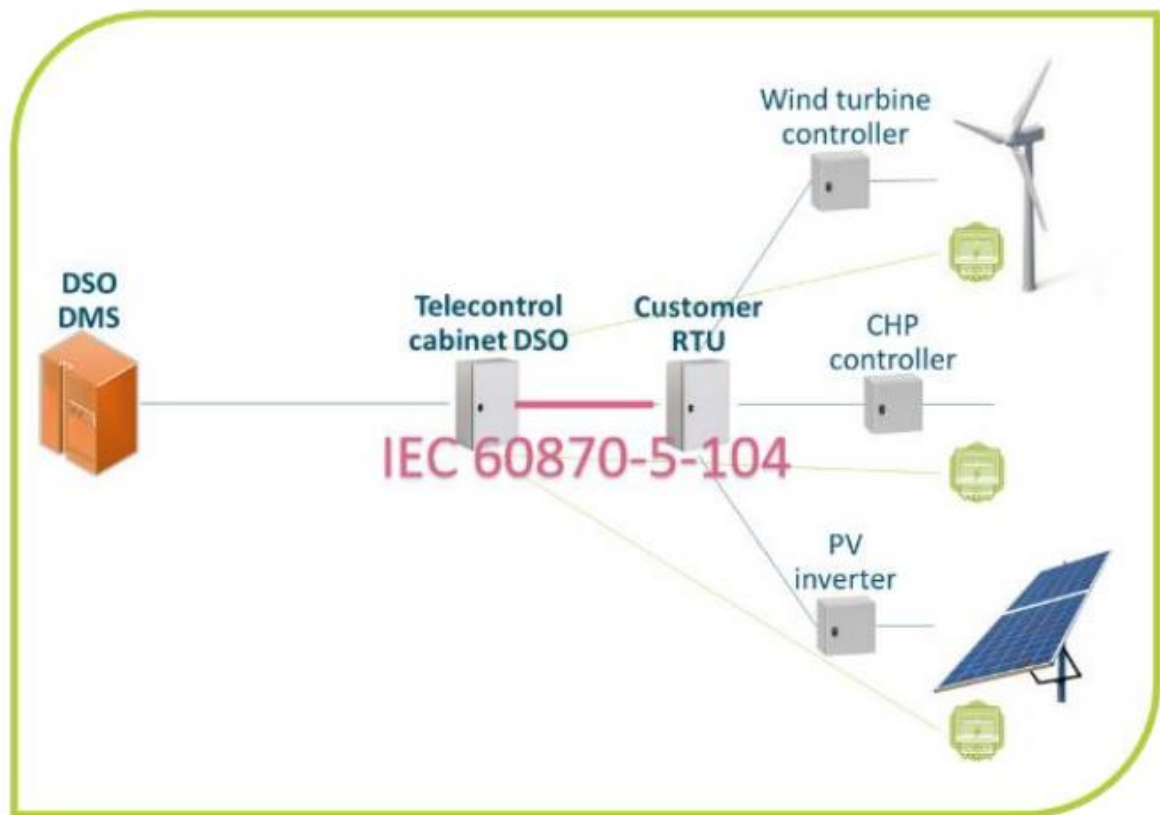 Wind turbine
controller
DSO
DMS
Telecontrol
cabinet DSO
Customer
RTU
CHP
controller
IEC 60870-5-104
PV
inverter